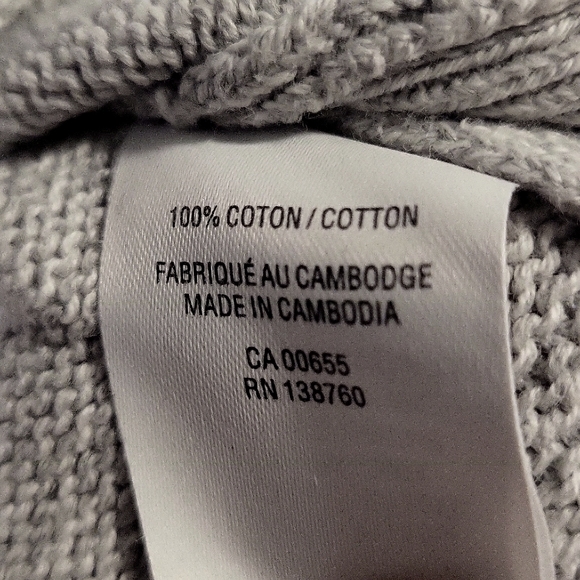 100% COTON / COTTON
FABRIQUÉ AU CAMBODGE
MADE IN CAMBODIA
CA 00655
RN 138760